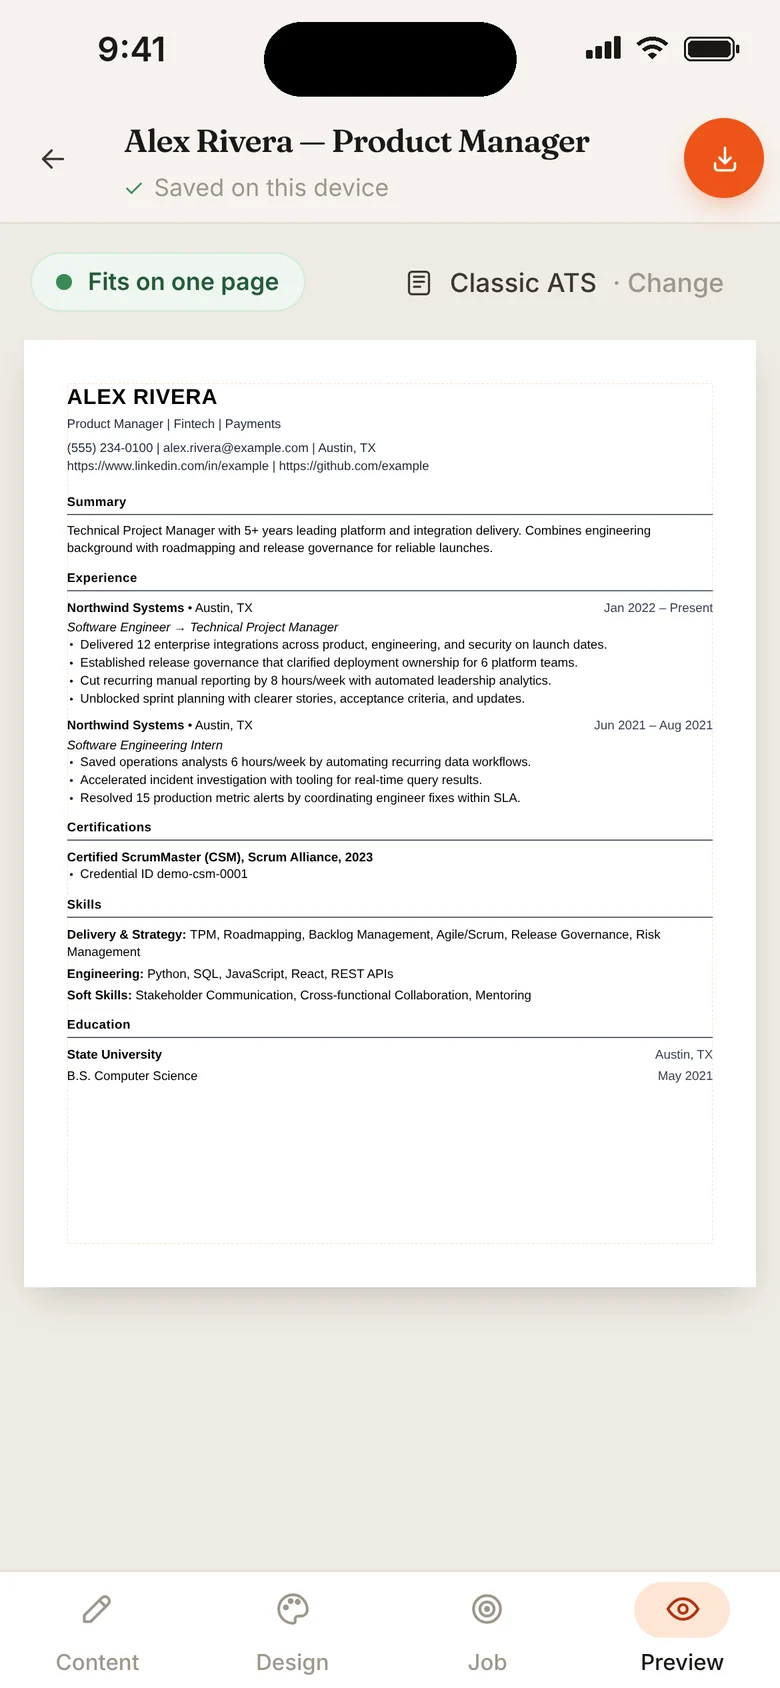 9:41
Alex Rivera — Product Manager
Saved on this device
Fits on one page
Classic ATS · Change
ALEX RIVERA
Product Manager | Fintech | Payments
(555) 234-0100 | alex.rivera@example.com | Austin, TX
https://www.linkedin.com/in/example | https://github.com/example
Summary
Technical Project Manager with 5+ years leading platform and integration delivery. Combines engineering
background with roadmapping and release governance for reliable launches.
Experience
Northwind Systems • Austin, TX Jan 2022 – Present
Software Engineer → Technical Project Manager
• Delivered 12 enterprise integrations across product, engineering, and security on launch dates.
• Established release governance that clarified deployment ownership for 6 platform teams.
• Cut recurring manual reporting by 8 hours/week with automated leadership analytics.
• Unblocked sprint planning with clearer stories, acceptance criteria, and updates.
Northwind Systems • Austin, TX Jun 2021 – Aug 2021
Software Engineering Intern
• Saved operations analysts 6 hours/week by automating recurring data workflows.
• Accelerated incident investigation with tooling for real-time query results.
• Resolved 15 production metric alerts by coordinating engineer fixes within SLA.
Certifications
Certified ScrumMaster (CSM), Scrum Alliance, 2023
• Credential ID demo-csm-0001
Skills
Delivery & Strategy: TPM, Roadmapping, Backlog Management, Agile/Scrum, Release Governance, Risk
Management
Engineering: Python, SQL, JavaScript, React, REST APIs
Soft Skills: Stakeholder Communication, Cross-functional Collaboration, Mentoring
Education
State University Austin, TX
B.S. Computer Science May 2021
Content Design Job Preview